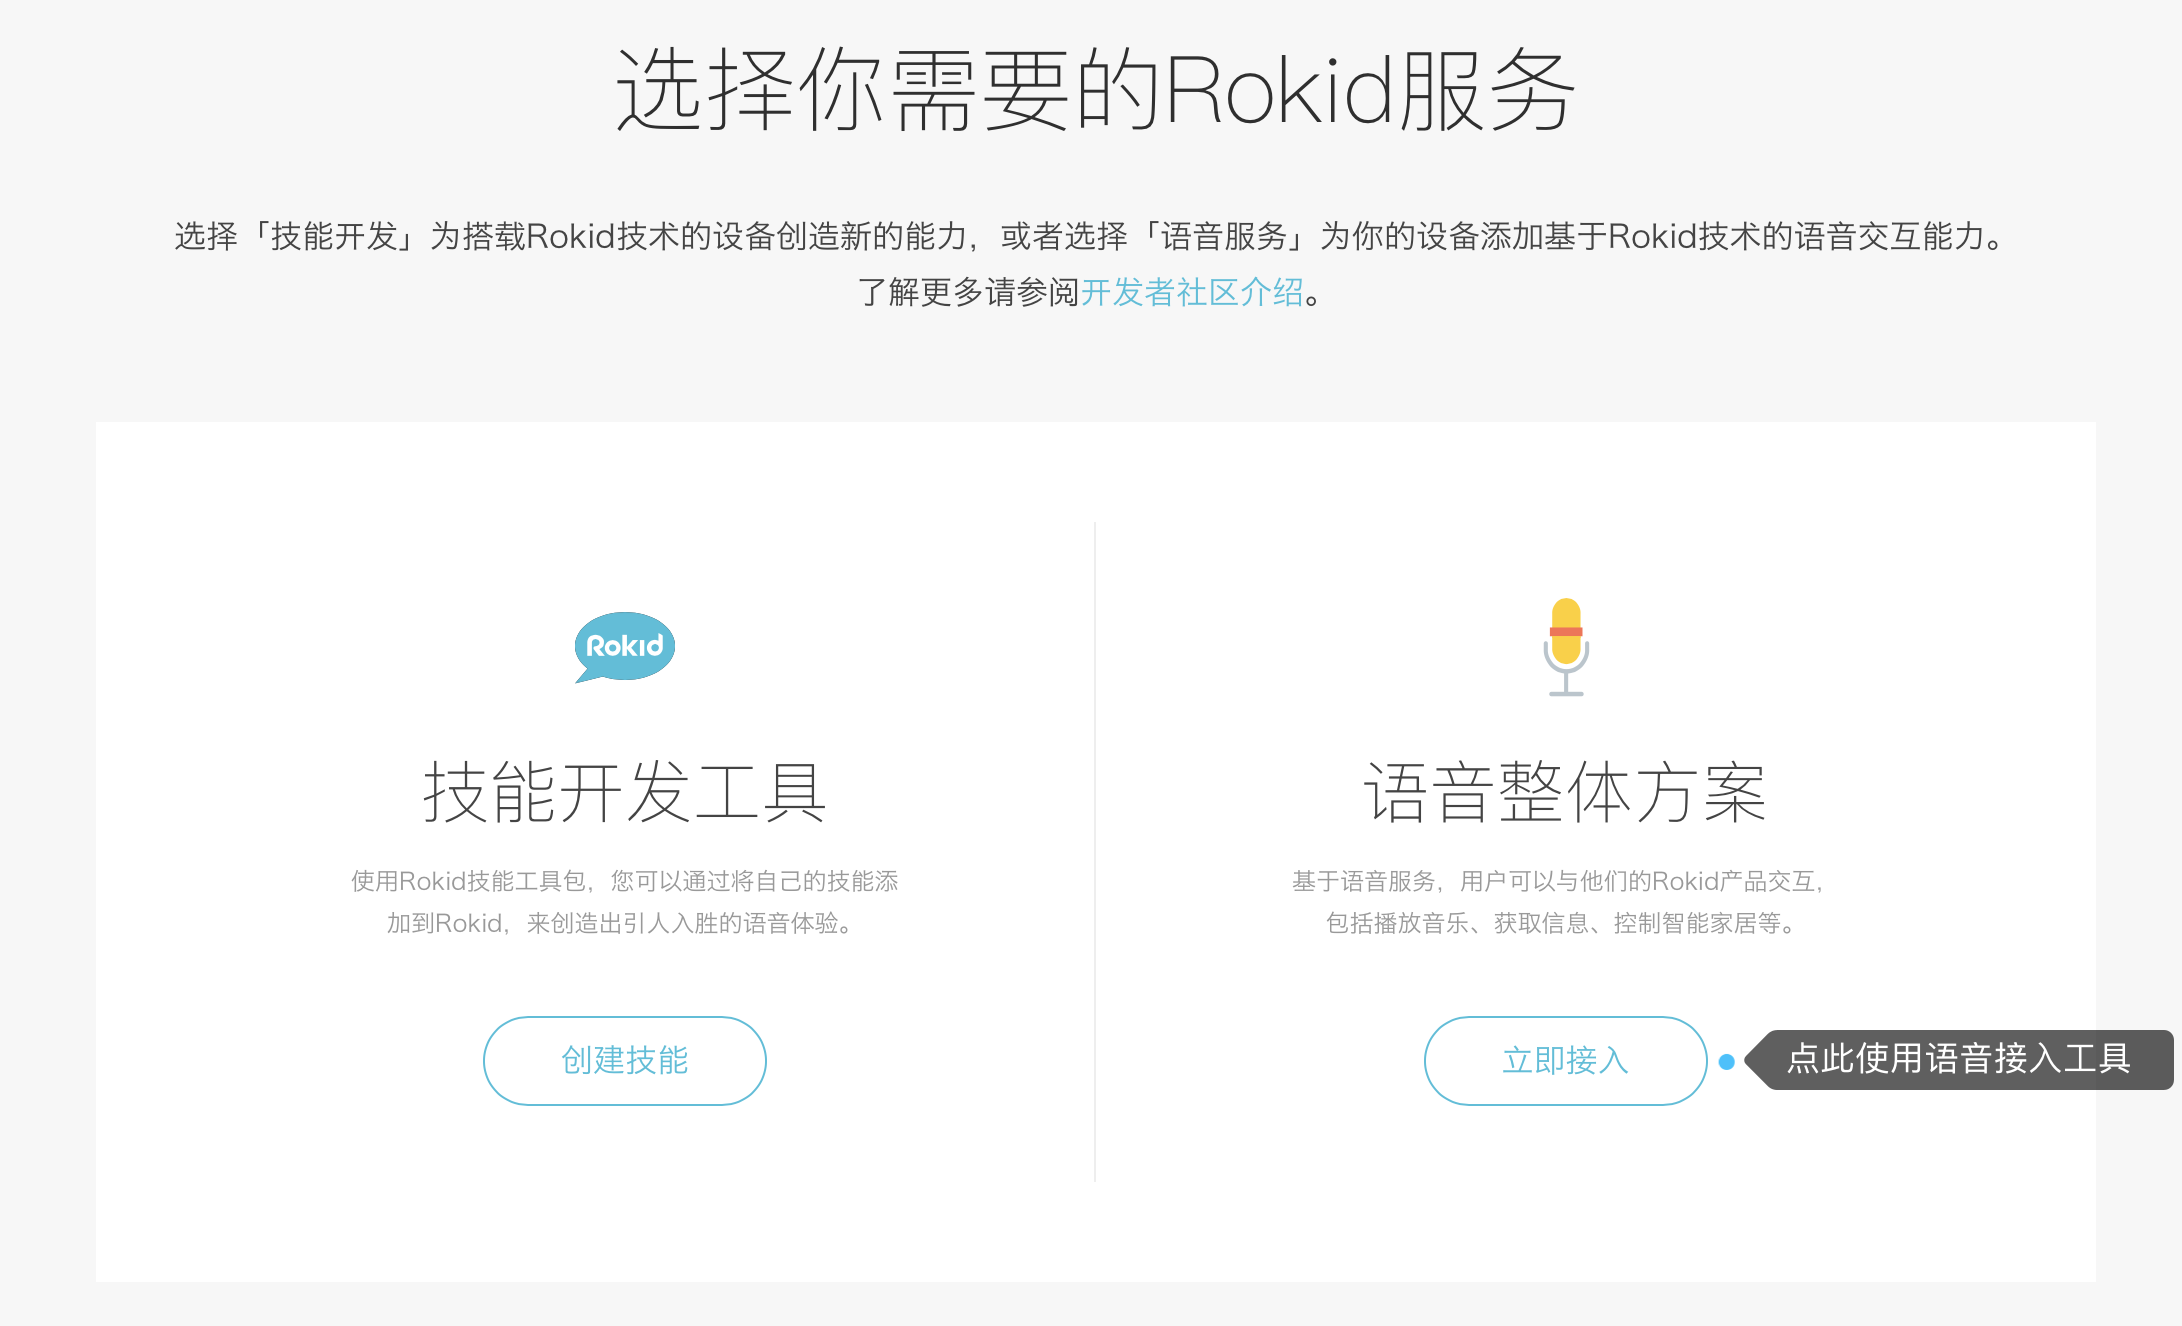 选择你需要的Rokid服务
选择「技能开发」为搭载Rokid技术的设备创造新的能力，或者选择「语音服务」为你的设备添加基于Rokid技术的语音交互能力。
了解更多请参阅开发者社区介绍。
Rokid
技能开发工具
使用Rokid技能工具包，您可以通过将自己的技能添
加到Rokid，来创造出引人入胜的语音体验。
创建技能
语音整体方案
基于语音服务，用户可以与他们的Rokid产品交互，
包括播放音乐、获取信息、控制智能家居等。
立即接入
点此使用语音接入工具